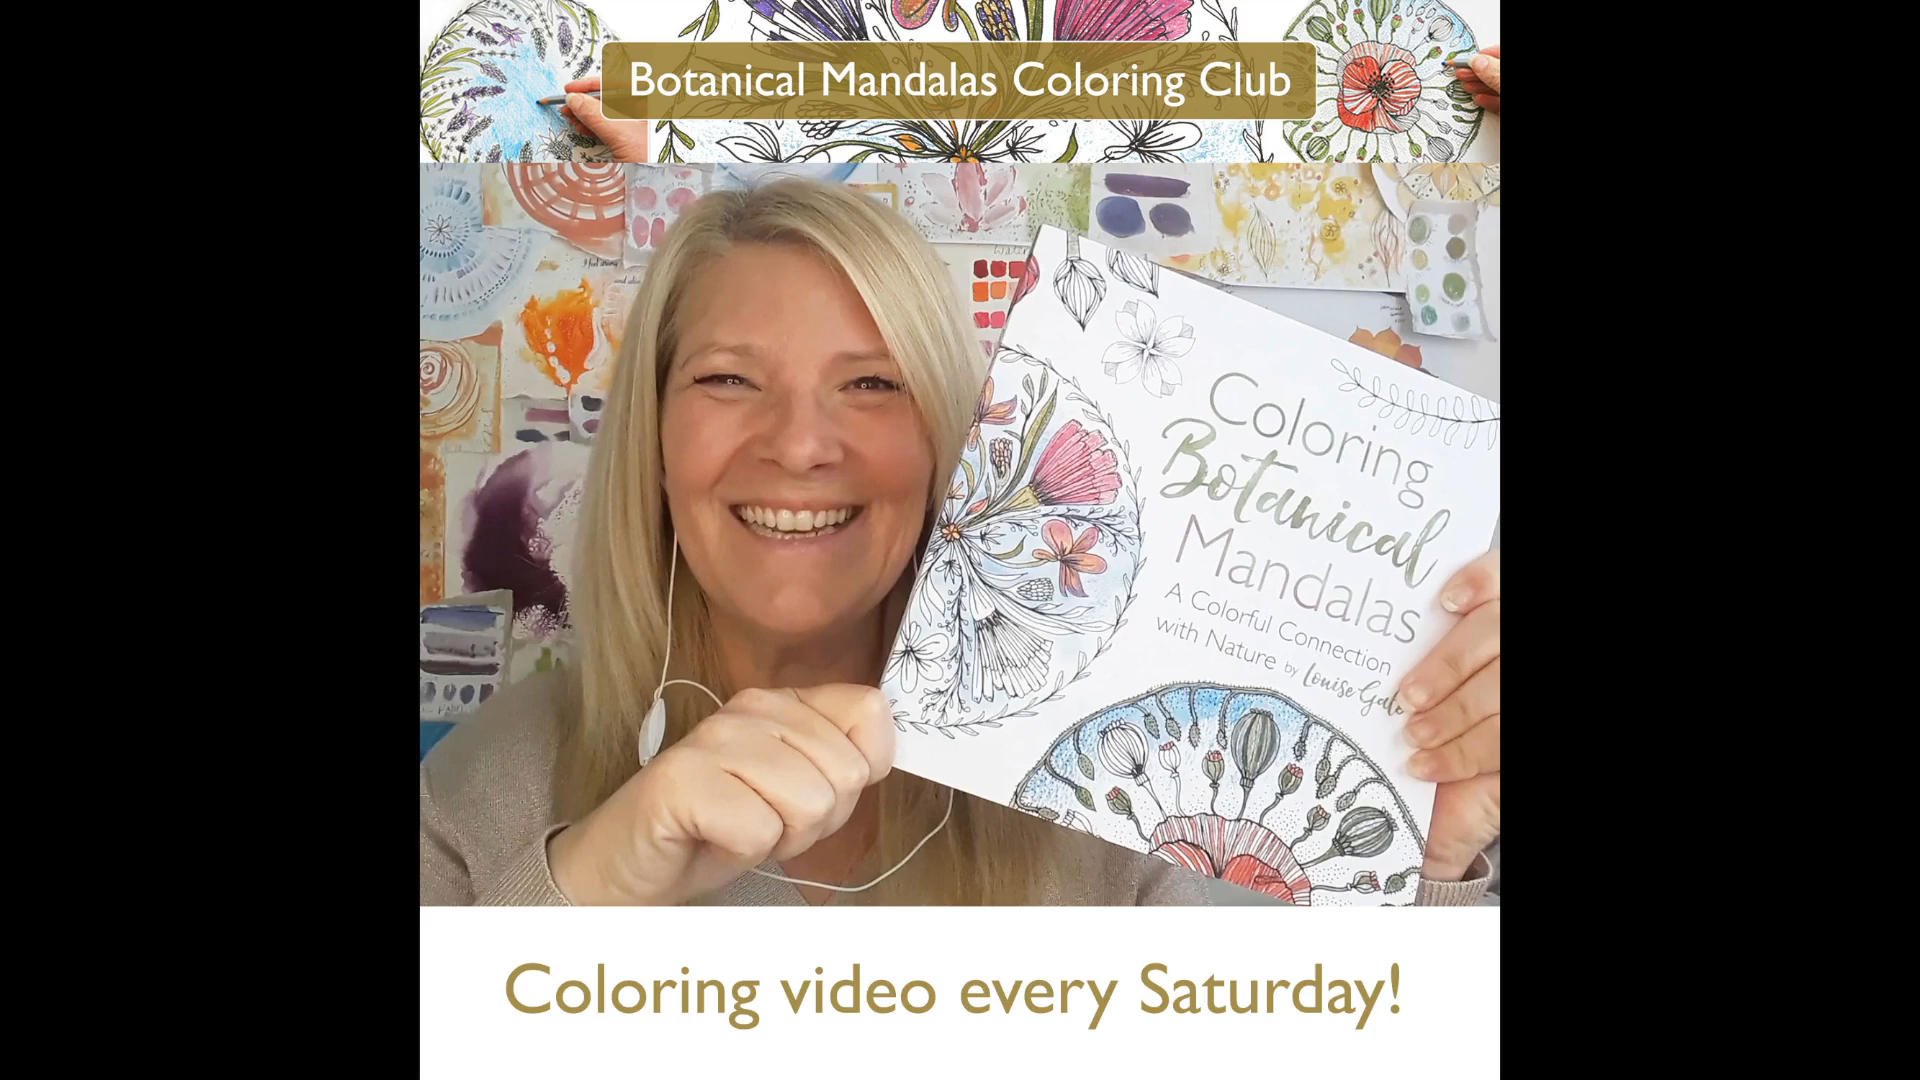 Botanical Mandalas Coloring Club
Coloring
Botanical
Mandalas
A Colorful Connection
with Nature by Louise Gale
Coloring video every Saturday!